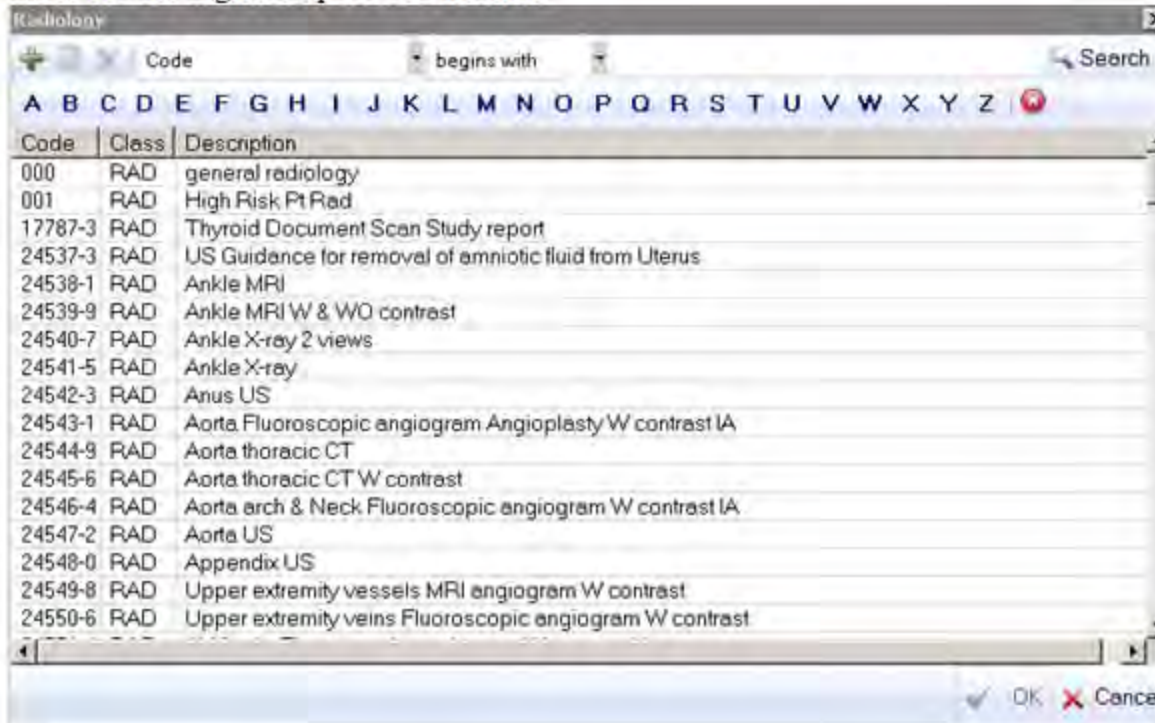 Radiology
Code begins with Search
A B C D E F G H I J K L M N O P Q R S T U V W X Y Z
Code Class Description
000 RAD general radiology
001 RAD High Risk Pt Rad
17787-3 RAD Thyroid Document Scan Study report
24537-3 RAD US Guidance for removal of amniotic fluid from Uterus
24538-1 RAD Ankle MRI
24539-9 RAD Ankle MRI W & WO contrast
24540-7 RAD Ankle X-ray 2 views
24541-5 RAD Ankle X-ray
24542-3 RAD Anus US
24543-1 RAD Aorta Fluoroscopic angiogram Angioplasty W contrast IA
24544-9 RAD Aorta thoracic CT
24545-6 RAD Aorta thoracic CT W contrast
24546-4 RAD Aorta arch & Neck Fluoroscopic angiogram W contrast IA
24547-2 RAD Aorta US
24548-0 RAD Appendix US
24549-8 RAD Upper extremity vessels MRI angiogram W contrast
24550-6 RAD Upper extremity veins Fluoroscopic angiogram W contrast
OK Cance